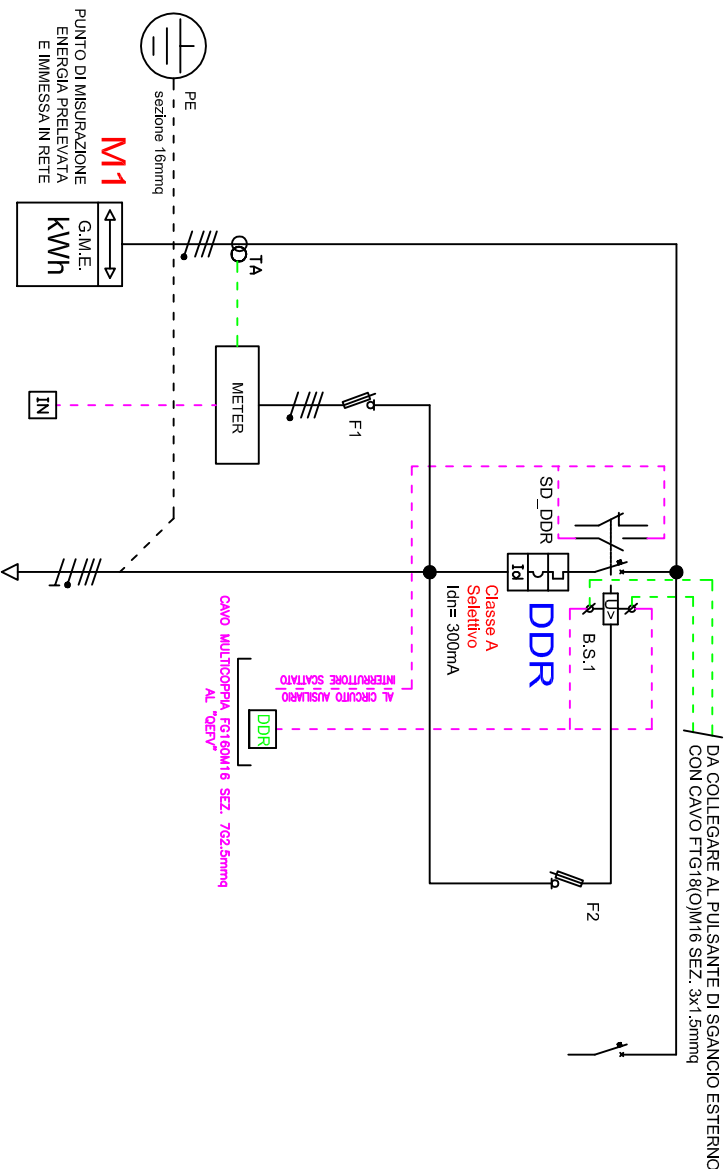 DA COLLEGARE AL PULSANTE DI SGANCIO ESTERNO
CON CAVO FTG18(O)M16 SEZ. 3x1.5mmq
B.S.1
U>
SD_DDR
DDR
Id
Classe A
Selettivo
Idn= 300mA
F2
F1
TA
METER
IN
AL CIRCUITO AUSILIARIO
INTERRUTTORE SCATTATO
DDR
CAVO MULTICOPPIA FG16OM16 SEZ. 7G2.5mmq
AL "QEFV"
PE
sezione 16mmq
M1
G.M.E.
kWh
PUNTO DI MISURAZIONE
ENERGIA PRELEVATA
E IMMESSA IN RETE